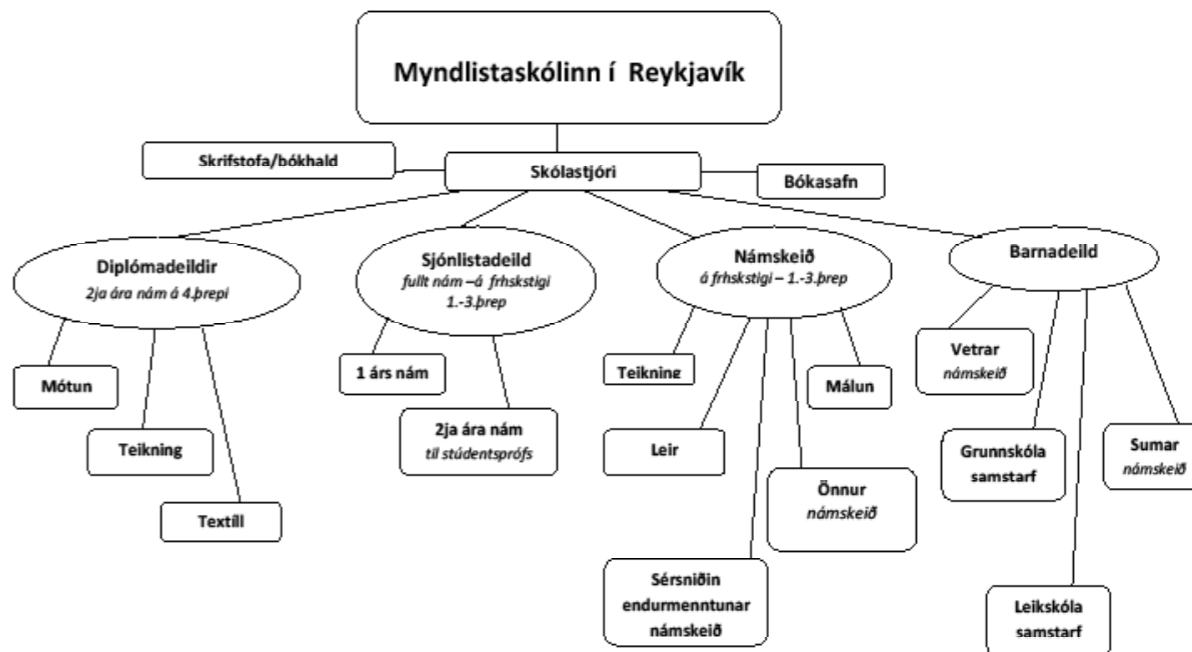 Myndlistaskólinn í Reykjavík
Skrifstofa/bókhald
Skólastjóri
Bókasafn
Diplómadeildir
2ja ára nám á 4.þrepi
Sjónlistadeild
fullt nám –á frhskstigi
1.-3.þrep
Námskeið
á frhskstigi – 1.-3.þrep
Barnadeild
Mótun
Teikning
Textíll
1 árs nám
2ja ára nám
til stúdentsprófs
Teikning
Leir
Sérsniðin
endurmenntunar
námskeið
Önnur
námskeið
Málun
Vetrar
námskeið
Grunnskóla
samstarf
Leikskóla
samstarf
Sumar
námskeið